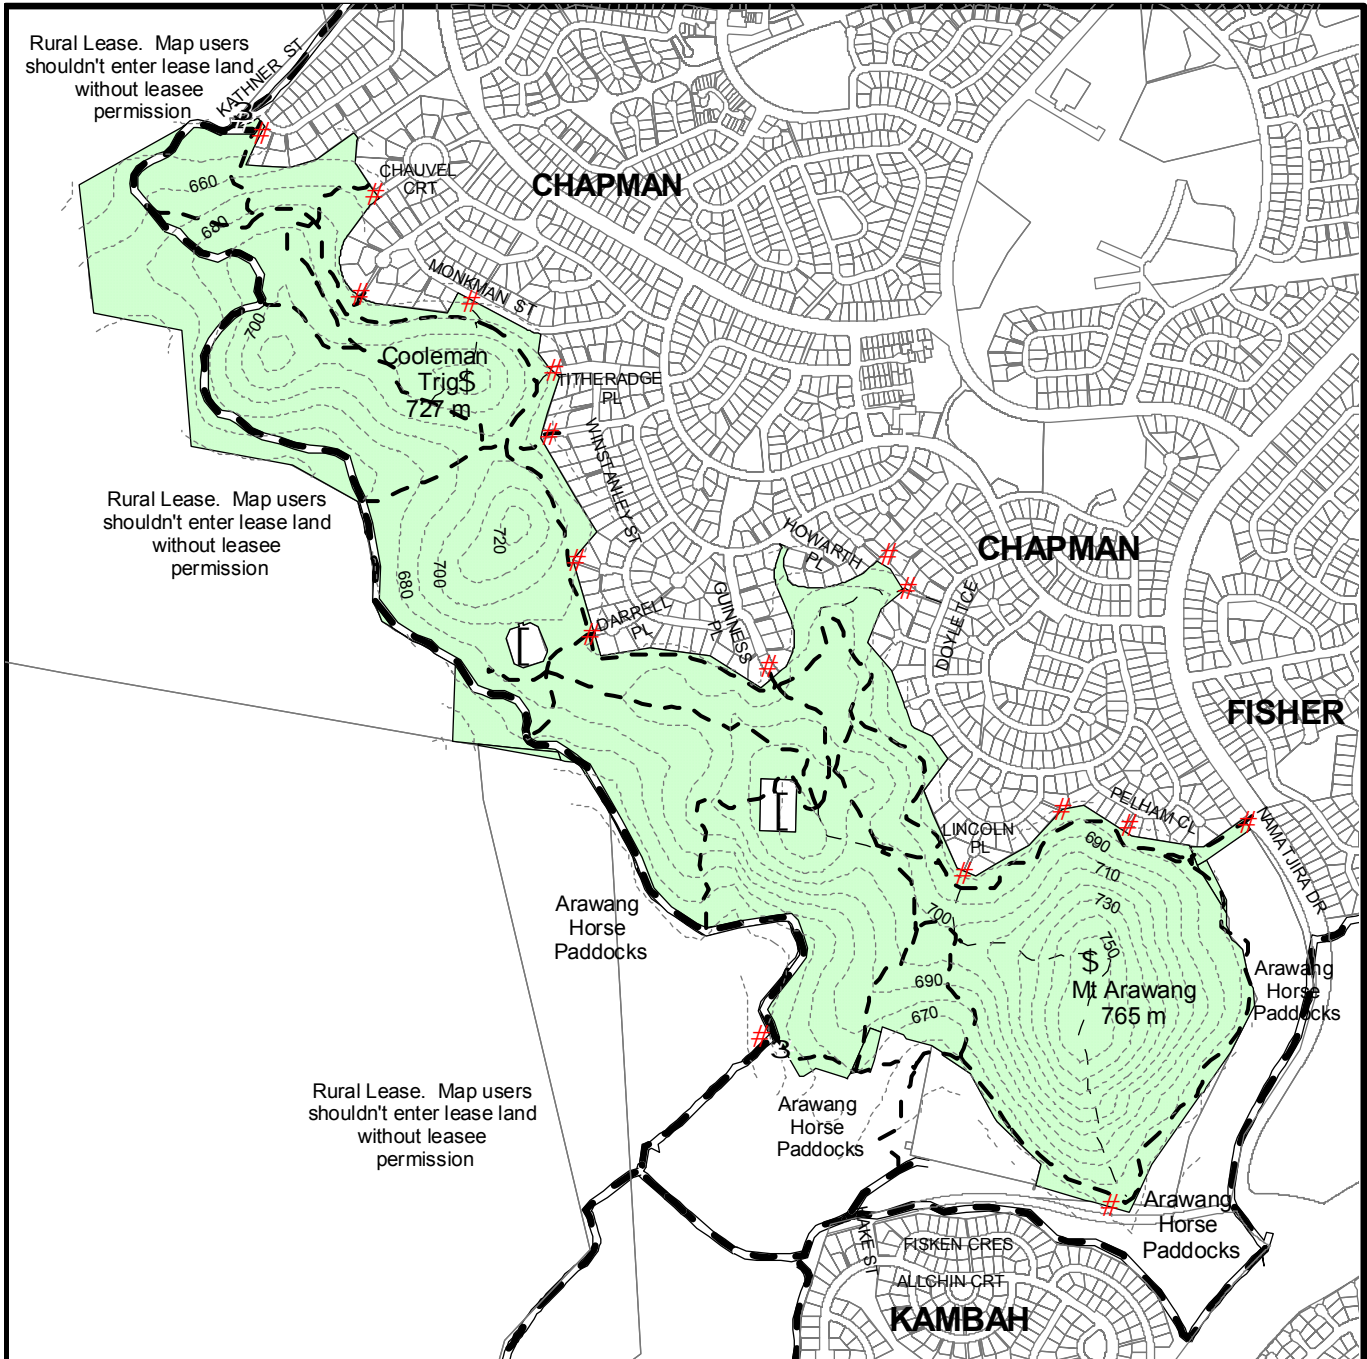 Rural Lease. Map users
shouldn't enter lease land
without leasee
permission
KATHNER ST
3
CHAUVEL
CRT
CHAPMAN
660
680
MONKMAN ST
700
Cooleman
Trig$
727 m
TITHERADGE
PL
WINSTANLEY ST
Rural Lease. Map users
shouldn't enter lease land
without leasee
permission
720
700
680
HOWARTH
PL
CHAPMAN
GUINNESS
PL
DARRELL
PL
DOYLE TCE
FISHER
LINCOLN
PL
PELHAM CL
NAMATJIRA DR
690
710
730
750
700
$
Mt Arawang
765 m
690
670
Arawang
Horse
Paddocks
Arawang
Horse
Paddocks
3
Rural Lease. Map users
shouldn't enter lease land
without leasee
permission
Arawang
Horse
Paddocks
Arawang
Horse
Paddocks
FISKEN CRES
ALLCHIN CRT
KAMBAH